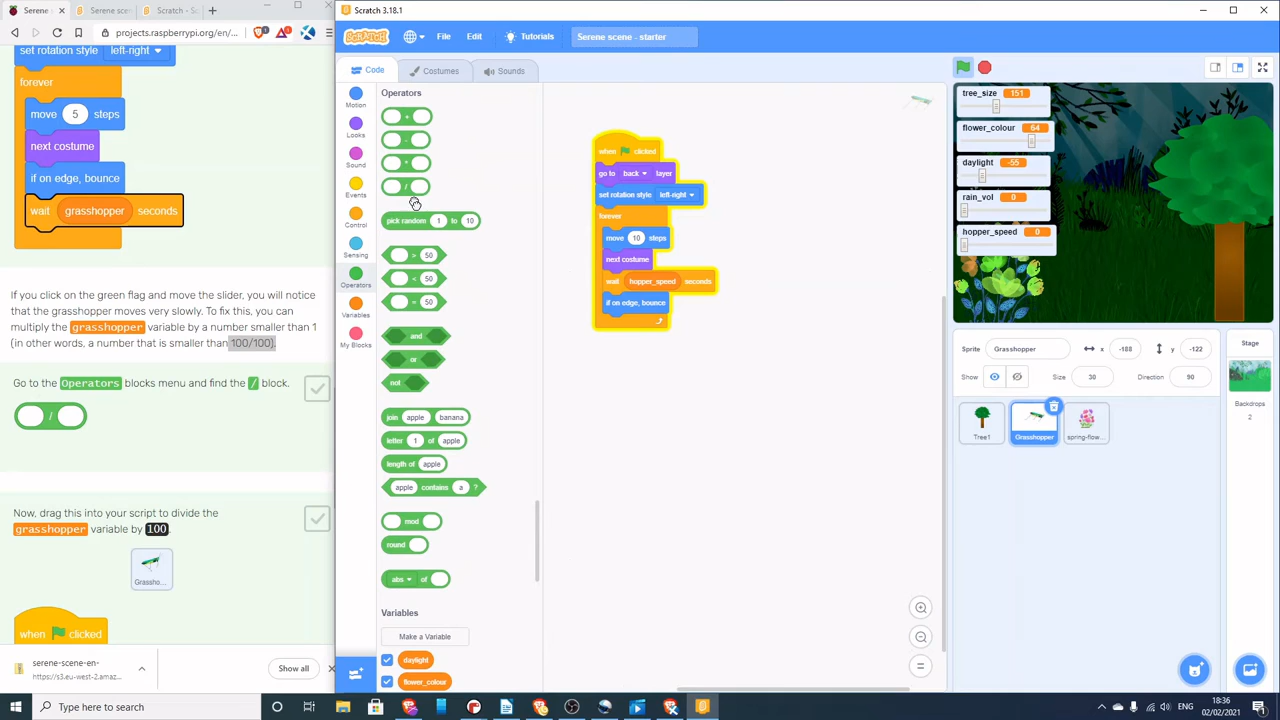 Serene s
Serene scen
Scratch - Sc
projects.raspberrypi.org/en/...
set rotation style left-right
forever
move 5 steps
next costume
if on edge, bounce
wait grasshopper seconds
If you click on the green flag and move the slider, you will notice
that the grasshopper moves very slowly. To fix this, you can
multiply the grasshopper variable by a number smaller than 1
(in other words, a number that is smaller than 100/100).
Go to the Operators blocks menu and find the / block.
/
Now, drag this into your script to divide the
grasshopper variable by 100.
Grassho...
when clicked
serene-scene-en-
https://s3.eu-west-2.amaz...
Show all
Scratch 3.18.1
SCRATCH
File
Edit
Tutorials
Serene scene - starter
Code
Costumes
Sounds
Motion
Looks
Sound
Events
Control
Sensing
Operators
Variables
My Blocks
Operators
+
-
*
/
pick random 1 to 10
> 50
< 50
= 50
and
or
not
join apple banana
letter 1 of apple
length of apple
apple contains a ?
mod
round
abs of
Variables
Make a Variable
daylight
flower_colour
when clicked
go to back layer
set rotation style left-right
forever
move 10 steps
next costume
wait hopper_speed seconds
if on edge, bounce
tree_size 151
flower_colour 64
daylight -55
rain_vol 0
hopper_speed 0
Sprite Grasshopper x -188 y -122
Show Size 30 Direction 90
Tree1
Grasshopper
spring-flow...
Stage
Backdrops
2
Type here to search
ENG
18:36
02/02/2021